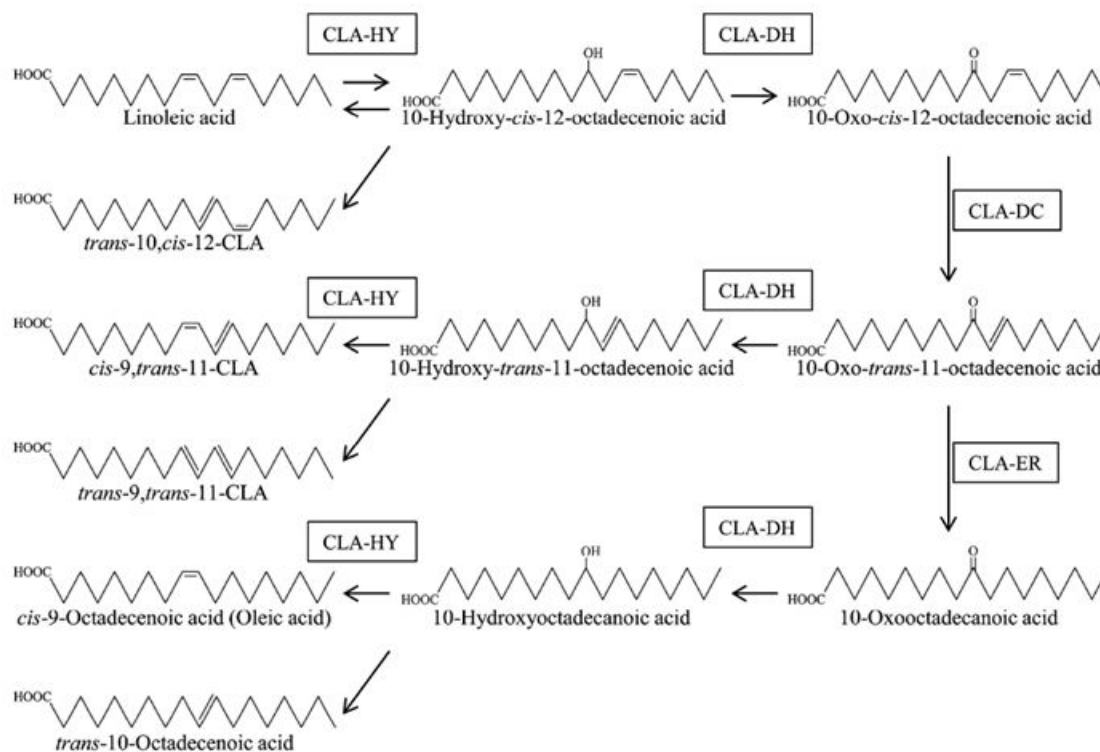 CLA-HY
CLA-DH
HOOC
OH
O
Linoleic acid
HOOC
10-Hydroxy-cis-12-octadecenoic acid
HOOC
10-Oxo-cis-12-octadecenoic acid
HOOC
trans-10,cis-12-CLA
CLA-DC
CLA-HY
CLA-DH
HOOC
OH
O
cis-9,trans-11-CLA
HOOC
10-Hydroxy-trans-11-octadecenoic acid
HOOC
10-Oxo-trans-11-octadecenoic acid
HOOC
trans-9,trans-11-CLA
CLA-ER
CLA-HY
CLA-DH
HOOC
OH
O
cis-9-Octadecenoic acid (Oleic acid)
HOOC
10-Hydroxyoctadecanoic acid
HOOC
10-Oxooctadecanoic acid
HOOC
trans-10-Octadecenoic acid